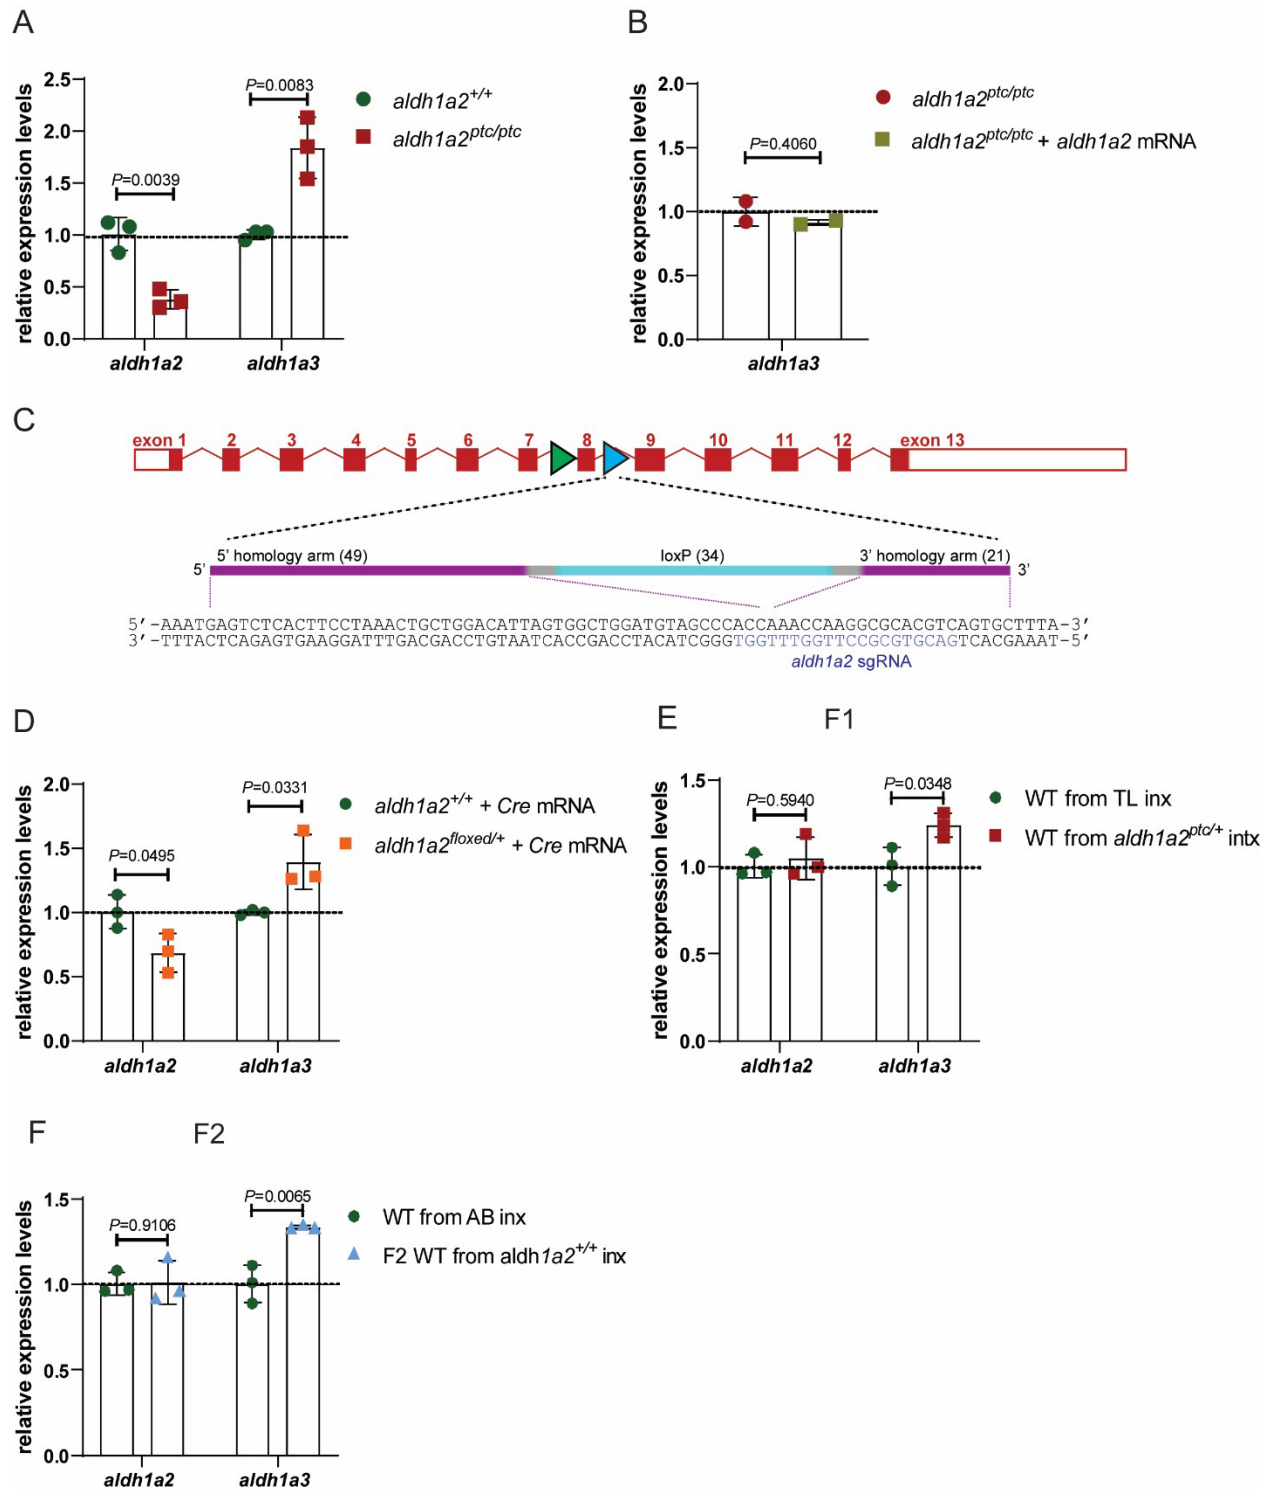 A
relative expression levels
2.5
2.0
1.5
1.0
0.5
0.0
P=0.0039
P=0.0083
aldh1a2
aldh1a3
aldh1a2+/+
aldh1a2ptc/ptc
B
relative expression levels
2.0
1.5
1.0
0.5
0.0
P=0.4060
aldh1a3
aldh1a2ptc/ptc
aldh1a2ptc/ptc + aldh1a2 mRNA
C
exon 1 2 3 4 5 6 7 8 9 10 11 12 exon 13
5' homology arm (49) loxP (34) 3' homology arm (21)
5' 3'
5'-AAATGAGTCTCACTTCCTAAACTGCTGGACATTAGTGGCTGGATGTAGCCCACCAAACCAAGGCGCACGTCAGTGCTTTA-3'
3'-TTTACTCAGAGTGAAGGATTTGACGACCTGTAATCACCGACCTACATCGGGTGGTTTGGTTCCGCGTGCAGTCACGAAAT-5'
aldh1a2 sgRNA
D
relative expression levels
2.0
1.5
1.0
0.5
0.0
P=0.0495
P=0.0331
aldh1a2
aldh1a3
aldh1a2+/+ + Cre mRNA
aldh1a2floxed/+ + Cre mRNA
E
F1
relative expression levels
1.5
1.0
0.5
0.0
P=0.5940
P=0.0348
aldh1a2
aldh1a3
WT from TL inx
WT from aldh1a2ptc/+ intx
F
F2
relative expression levels
1.5
1.0
0.5
0.0
P=0.9106
P=0.0065
aldh1a2
aldh1a3
WT from AB inx
F2 WT from aldh1a2+/+ inx